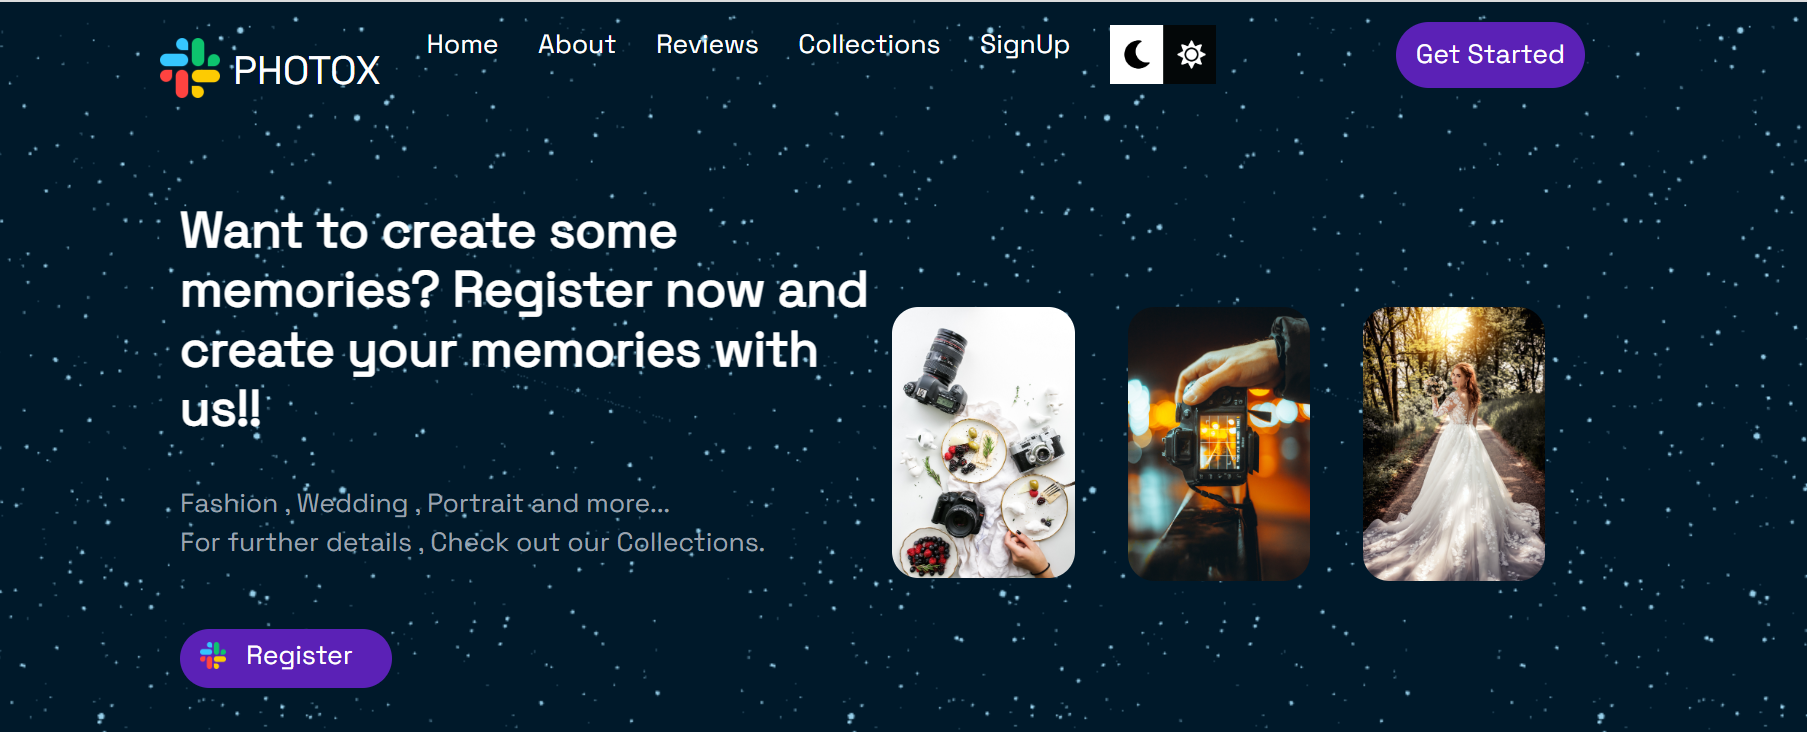 PHOTOX
Home About Reviews Collections SignUp
Get Started
Want to create some
memories? Register now and
create your memories with
us!!
Fashion , Wedding , Portrait and more...
For further details , Check out our Collections.
Register